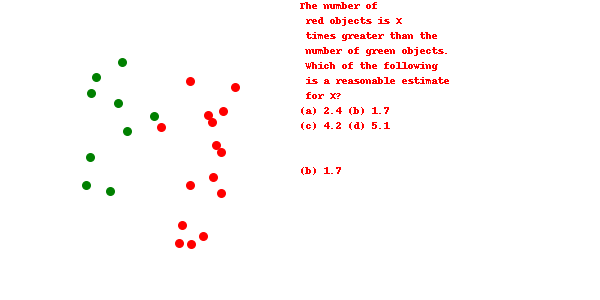 The number of
red objects is X
times greater than the
number of green objects.
Which of the following
is a reasonable estimate
for X?
(a) 2.4 (b) 1.7
(c) 4.2 (d) 5.1
(b) 1.7